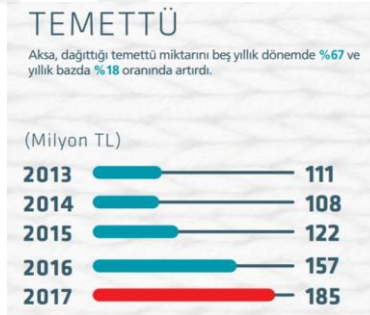 TEMETTÜ
Aksa, dağıttığı temettü miktarını beş yıllık dönemde %67 ve
yıllık bazda %18 oranında artırdı.
(Milyon TL)
2013 111
2014 108
2015 122
2016 157
2017 185